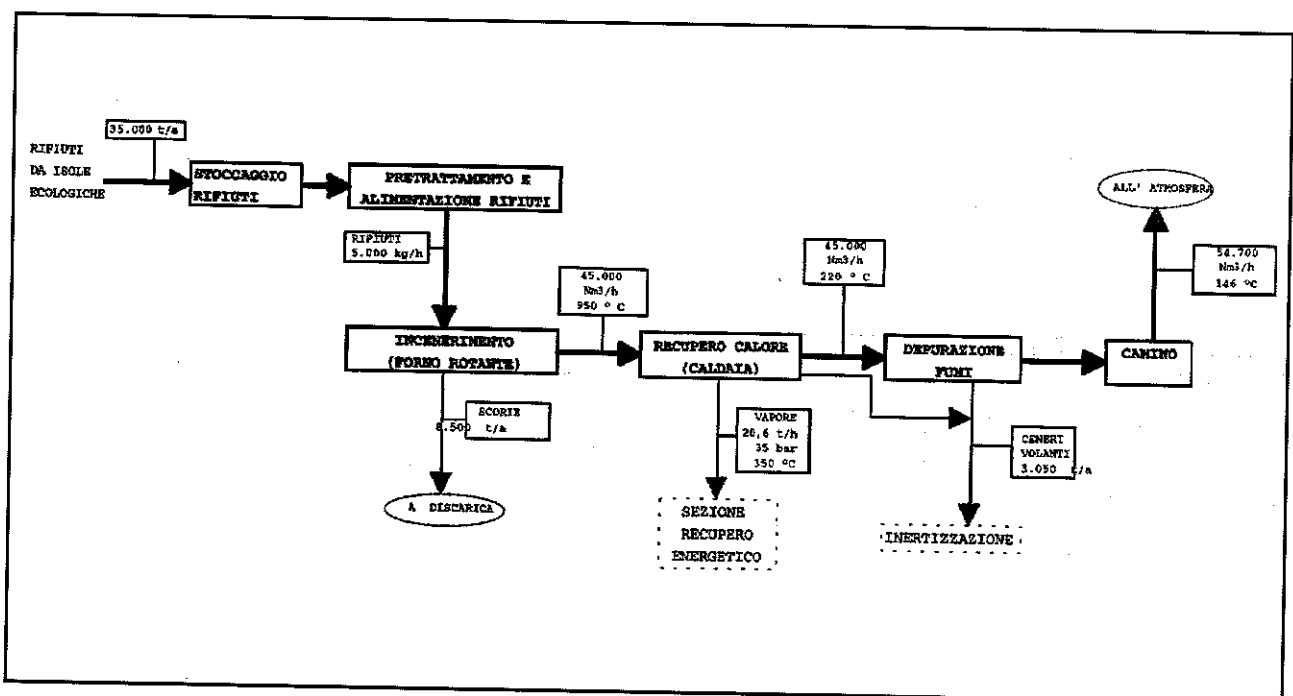 35.000 t/a
RIFIUTI
DA ISOLE
ECOLOGICHE
STOCCAGGIO
RIFIUTI
PRETRATTAMENTO E
ALIMENTAZIONE RIFIUTI
RIFIUTI
5.000 kg/h
45.000
Nm3/h
950 ° C
45.000
Nm3/h
220 ° C
ALL' ATMOSFERA
54.700
Nm3/h
146 °C
INCENERIMENTO
(FORNO ROTANTE)
RECUPERO CALORE
(CALDAIA)
DEPURAZIONE
FUMI
CAMINO
SCORIE
8.500 t/a
VAPORE
20,6 t/h
35 bar
350 °C
CENERI
VOLANTI
3.050 t/a
A DISCARICA
SEZIONE
RECUPERO
ENERGETICO
INERTIZZAZIONE